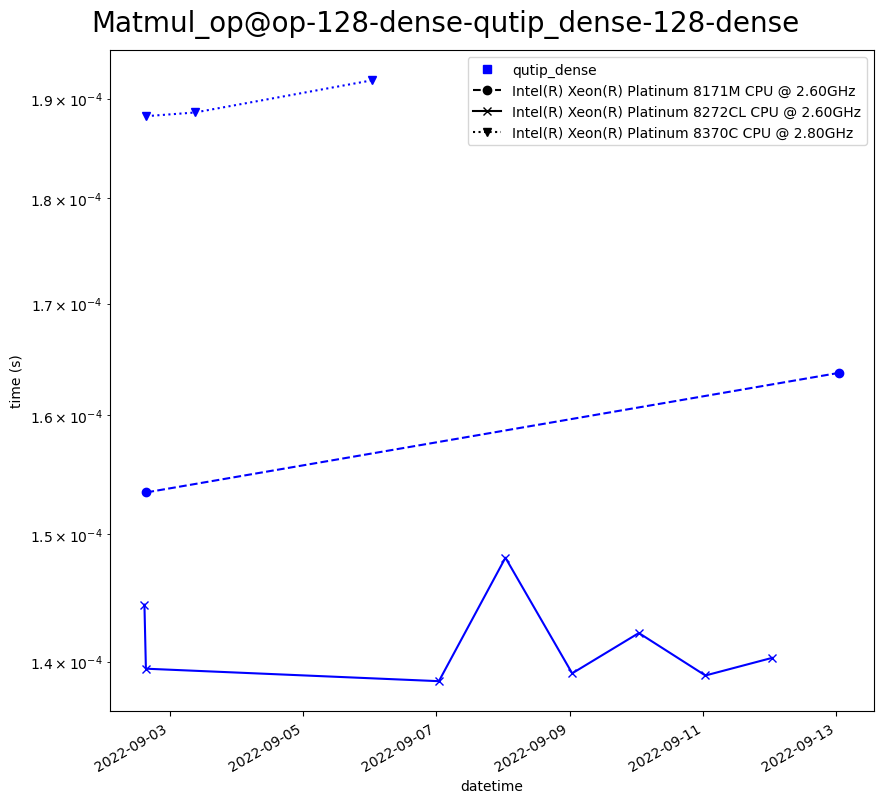 Matmul_op@op-128-dense-qutip_dense-128-dense
qutip_dense
Intel(R) Xeon(R) Platinum 8171M CPU @ 2.60GHz
Intel(R) Xeon(R) Platinum 8272CL CPU @ 2.60GHz
Intel(R) Xeon(R) Platinum 8370C CPU @ 2.80GHz
time (s)
1.9 × 10⁻⁴
1.8 × 10⁻⁴
1.7 × 10⁻⁴
1.6 × 10⁻⁴
1.5 × 10⁻⁴
1.4 × 10⁻⁴
2022-09-03
2022-09-05
2022-09-07
2022-09-09
2022-09-11
2022-09-13
datetime